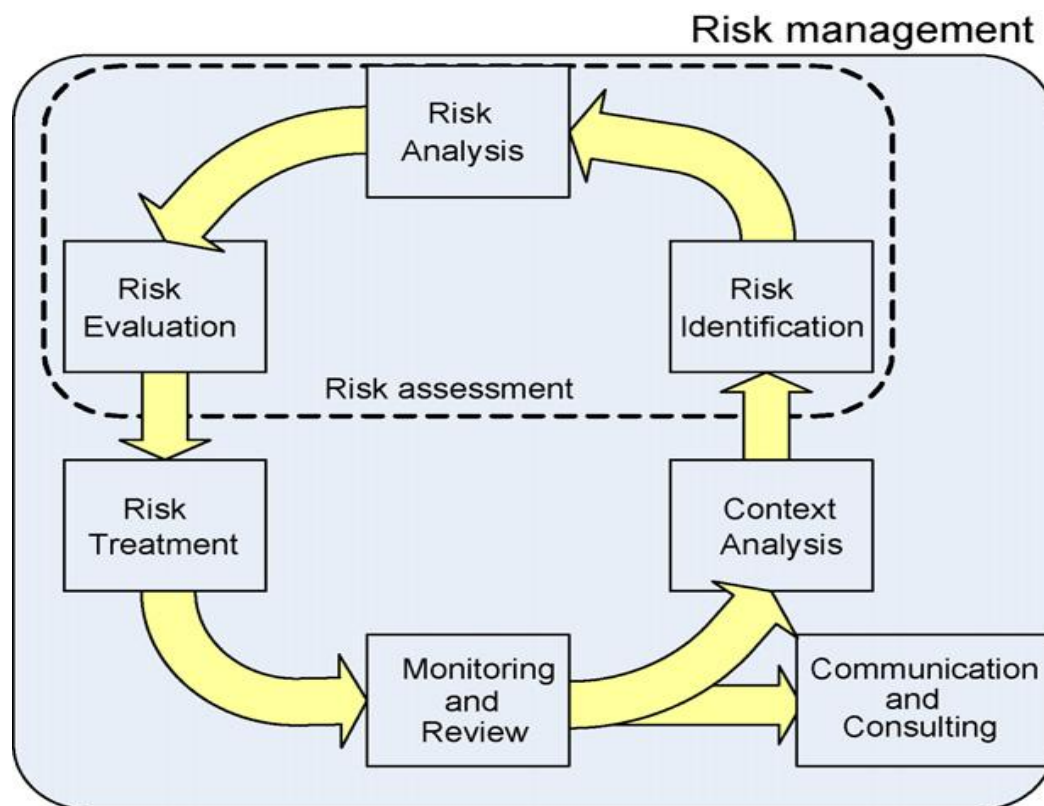 Risk management
Risk
Analysis
Risk
Evaluation
Risk
Identification
Risk assessment
Risk
Treatment
Context
Analysis
Monitoring
and
Review
Communication
and
Consulting